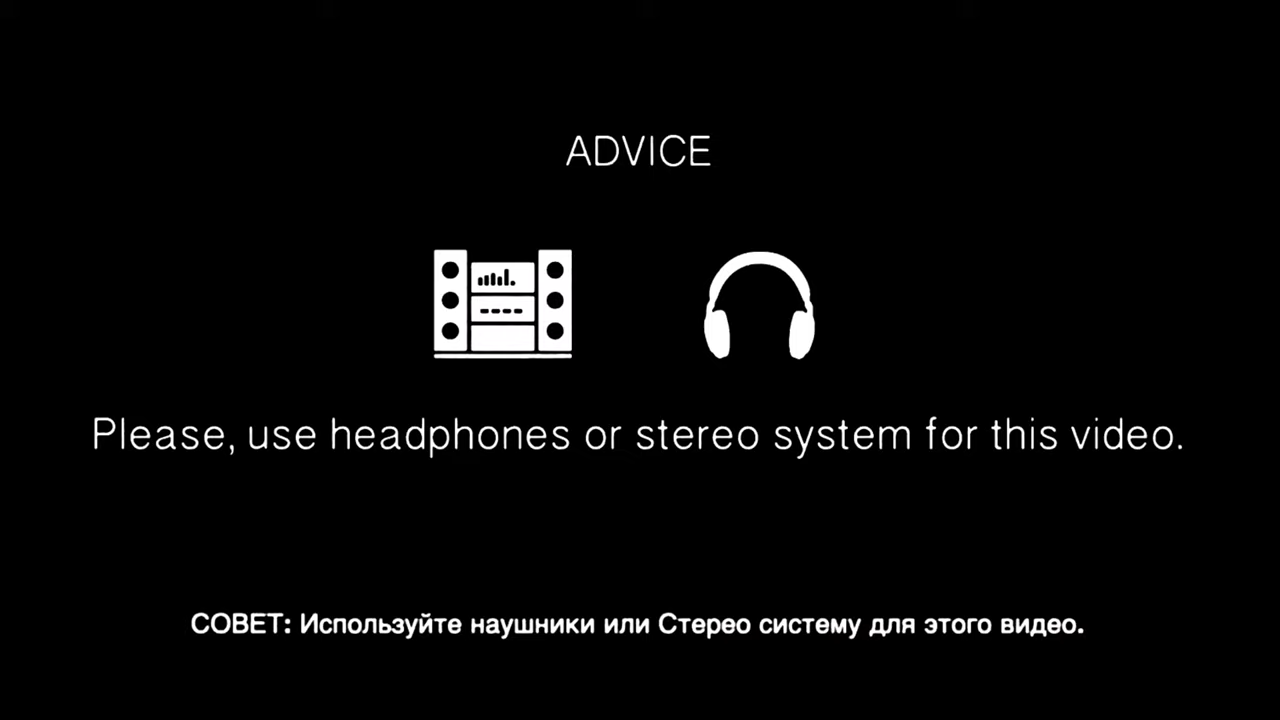 ADVICE
Please, use headphones or stereo system for this video.
СОВЕТ: Используйте наушники или Стерео систему для этого видео.